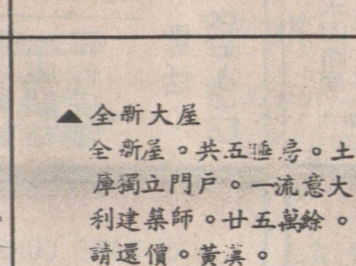 ▲全新大屋
全新屋。共五睡房。土
庫獨立門戶。一流意大
利建築師。廿五萬餘。
請還價。黃漢。